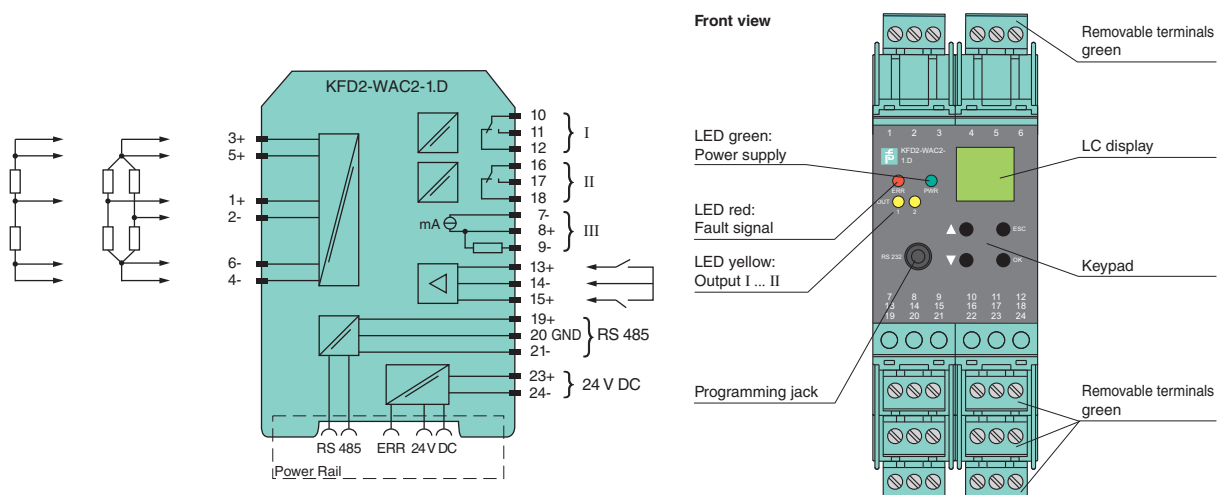 KFD2-WAC2-1.D
3+
5+
1+
2-
6-
4-
10
11
12
I
16
17
18
II
mA
7-
8+
9-
III
13+
14-
15+
19+
20 GND
21-
RS 485
23+
24-
24 V DC
RS 485
ERR
24 V DC
Power Rail
Front view
Removable terminals
green
LED green:
Power supply
LC display
LED red:
Fault signal
LED yellow:
Output I ... II
Keypad
Programming jack
Removable terminals
green
1 2 3 4 5 6
KFD2-WAC2-
1.D
ERR
PWR
OUT
1 2
ESC
OK
RS 232
7 8 9 10 11 12
13 14 15 16 17 18
19 20 21 22 23 24